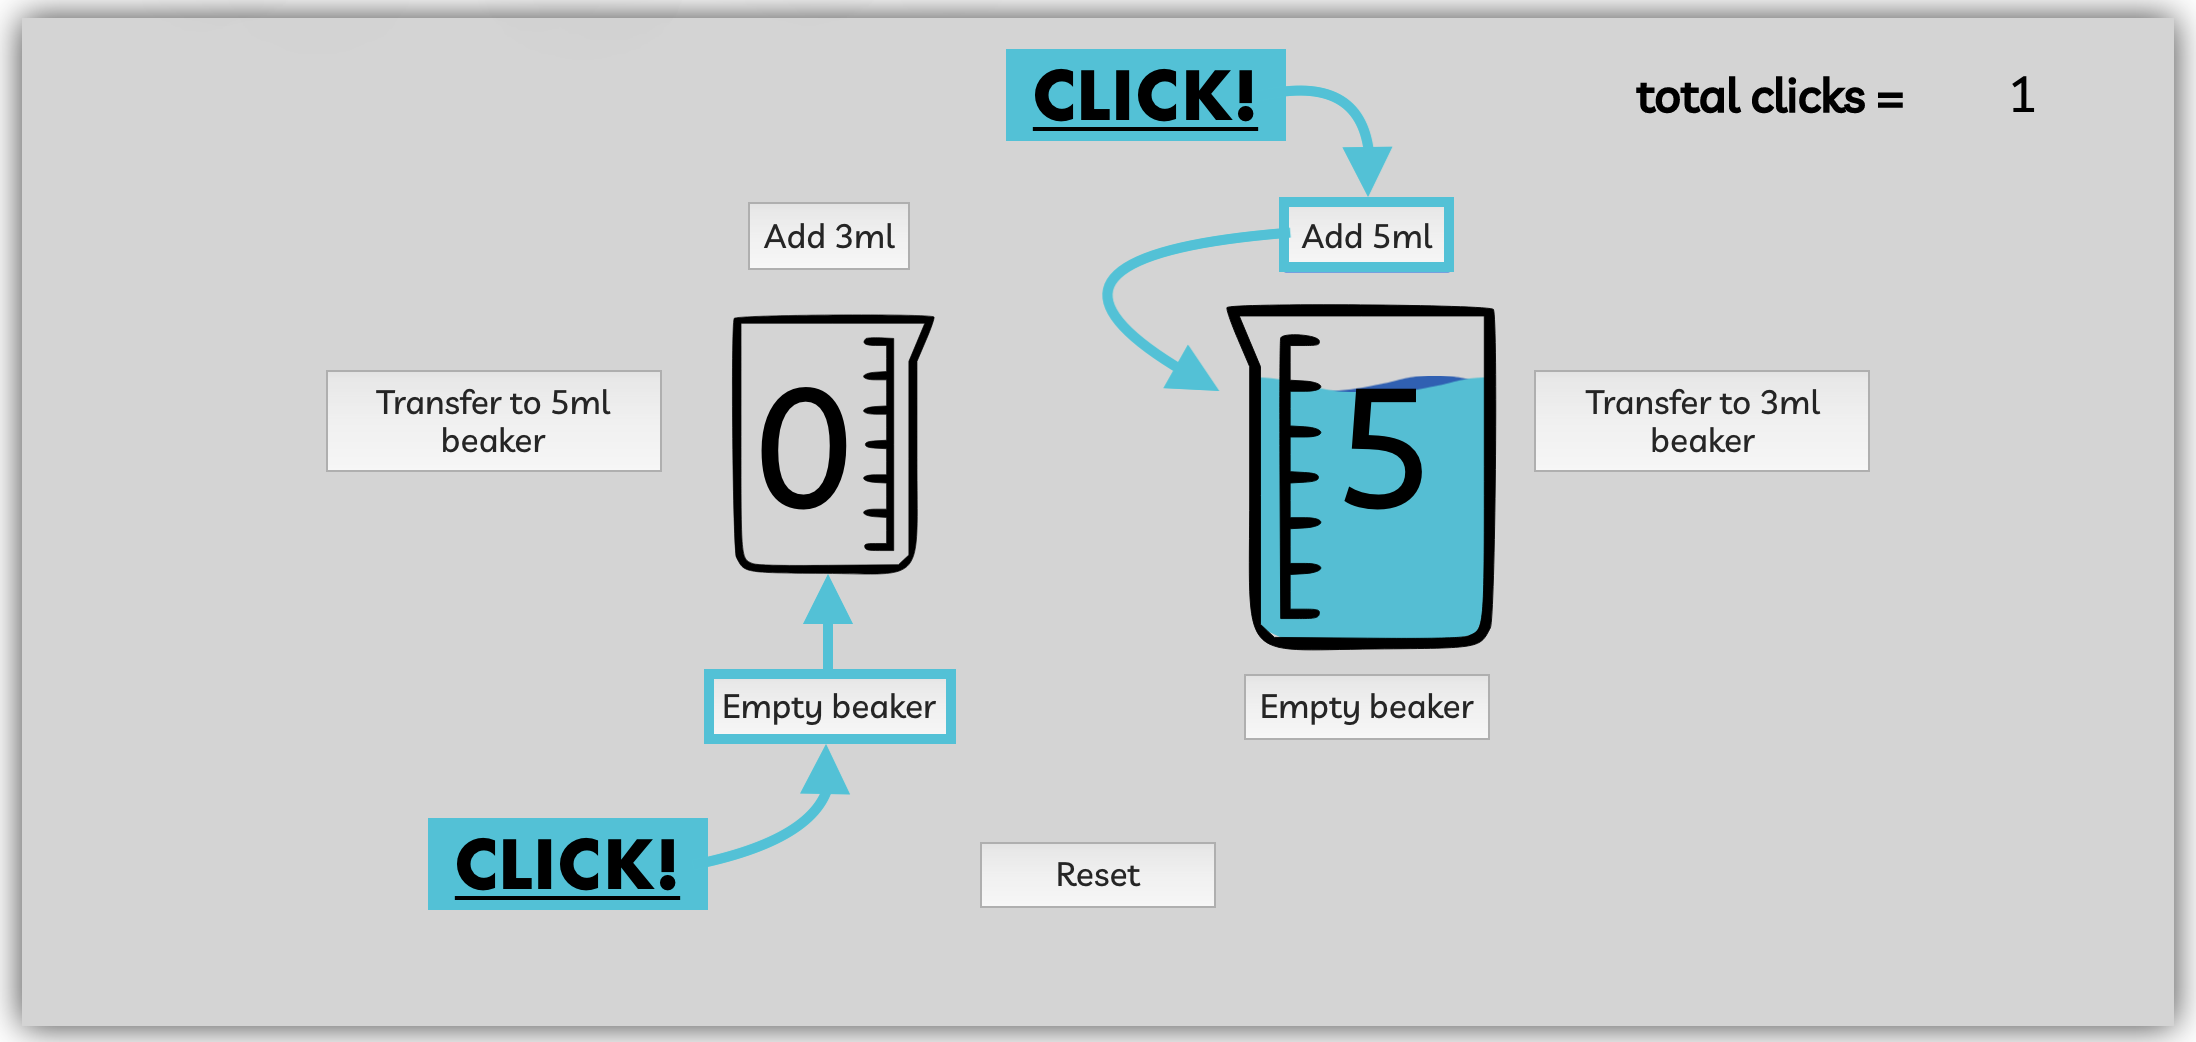 CLICK!
total clicks = 1
Add 3ml
Add 5ml
Transfer to 5ml
beaker
0
5
Transfer to 3ml
beaker
Empty beaker
Empty beaker
CLICK!
Reset